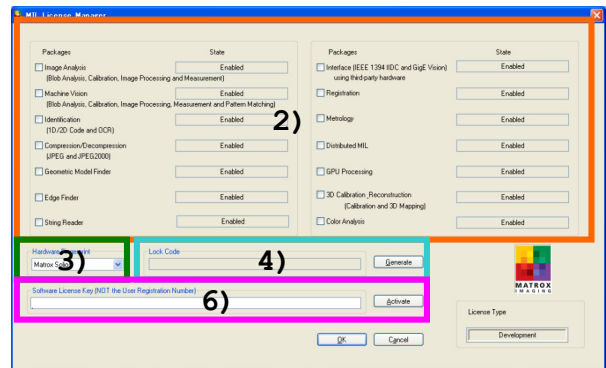 MIL License Manager
Packages State
Image Analysis Enabled
(Blob Analysis, Calibration, Image Processing and Measurement)
Machine Vision Enabled
(Blob Analysis, Calibration, Image Processing, Measurement and Pattern Matching)
Identification Enabled
(1D/2D Code and OCR)
Compression/Decompression Enabled
(JPEG and JPEG2000)
Geometric Model Finder Enabled
Edge Finder Enabled
String Reader Enabled
2)
Packages State
Interface (IEEE 1394 IIDC and GigE Vision) Enabled
using third-party hardware
Registration Enabled
Metrology Enabled
Distributed MIL Enabled
GPU Processing Enabled
3D Calibration_Reconstruction Enabled
(Calibration and 3D Mapping)
Color Analysis Enabled
Hardware Fingerprint
Matrox
3)
Lock Code
4)
Generate
Software License Key (NOT the User Registration Number)
6)
Activate
MATROX
IMAGING
License Type
Development
OK Cancel